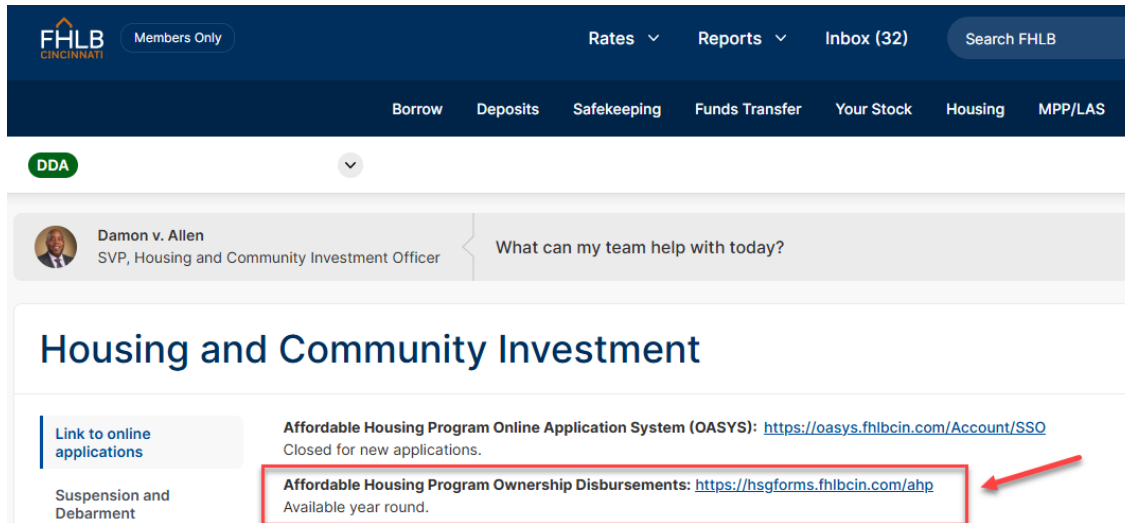 FHLB
CINCINNATI
Members Only
Rates
Reports
Inbox (32)
Search FHLB
Borrow
Deposits
Safekeeping
Funds Transfer
Your Stock
Housing
MPP/LAS
DDA
Damon v. Allen
SVP, Housing and Community Investment Officer
What can my team help with today?
Housing and Community Investment
Link to online
applications
Suspension and
Debarment
Affordable Housing Program Online Application System (OASYS): https://oasys.fhlbcin.com/Account/SSO
Closed for new applications.
Affordable Housing Program Ownership Disbursements: https://hsgforms.fhlbcin.com/ahp
Available year round.